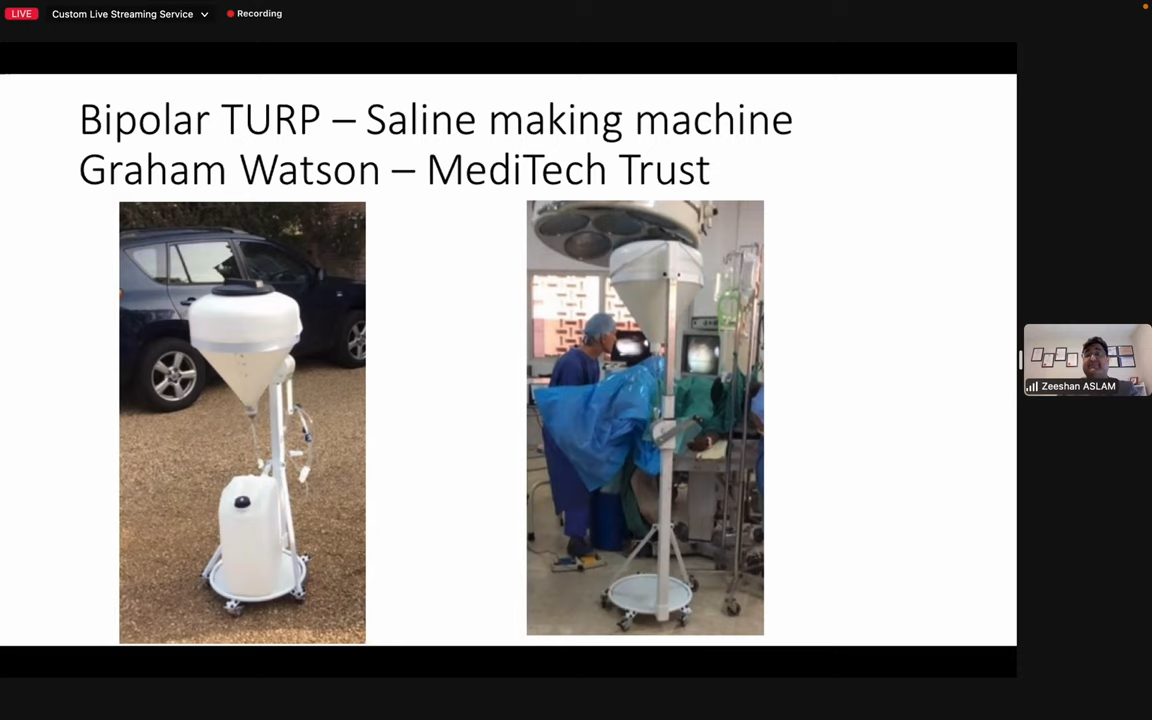 LIVE
Custom Live Streaming Service
Recording
Bipolar TURP – Saline making machine
Graham Watson – MediTech Trust
Zeeshan ASLAM